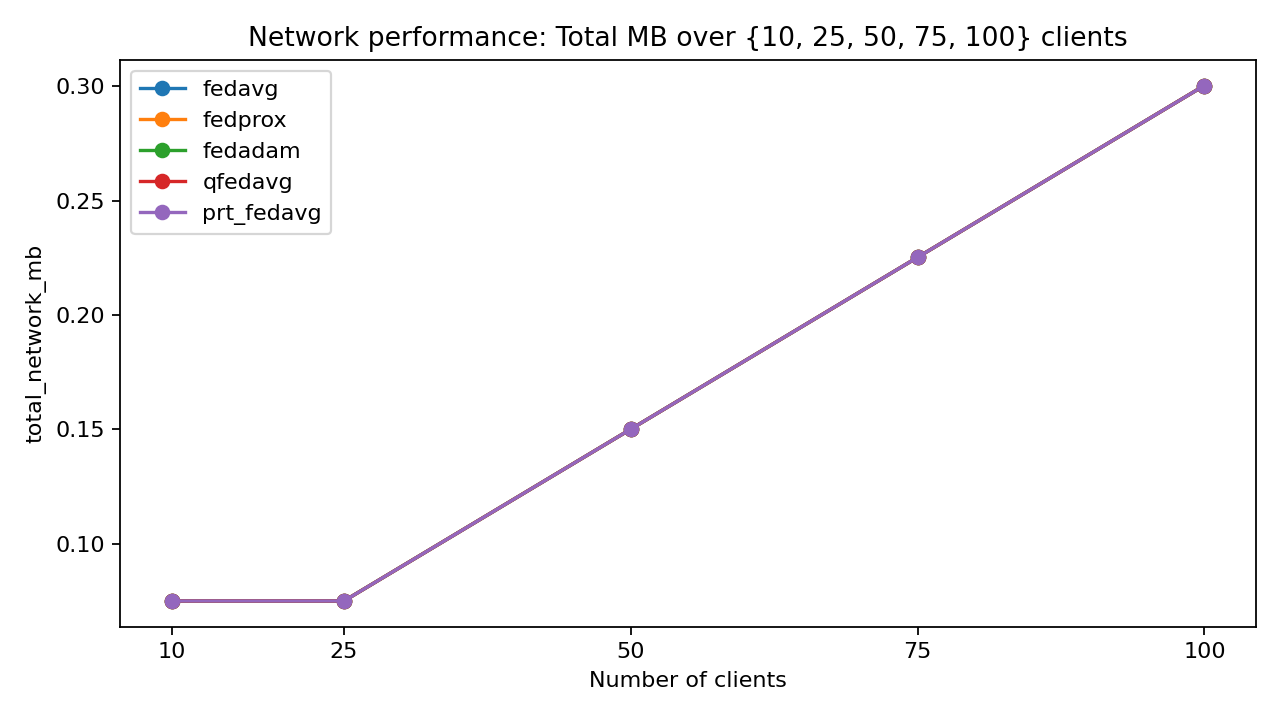 Network performance: Total MB over {10, 25, 50, 75, 100} clients
fedavg
fedprox
fedadam
qfedavg
prt_fedavg
total_network_mb
0.30
0.25
0.20
0.15
0.10
10 25 50 75 100
Number of clients